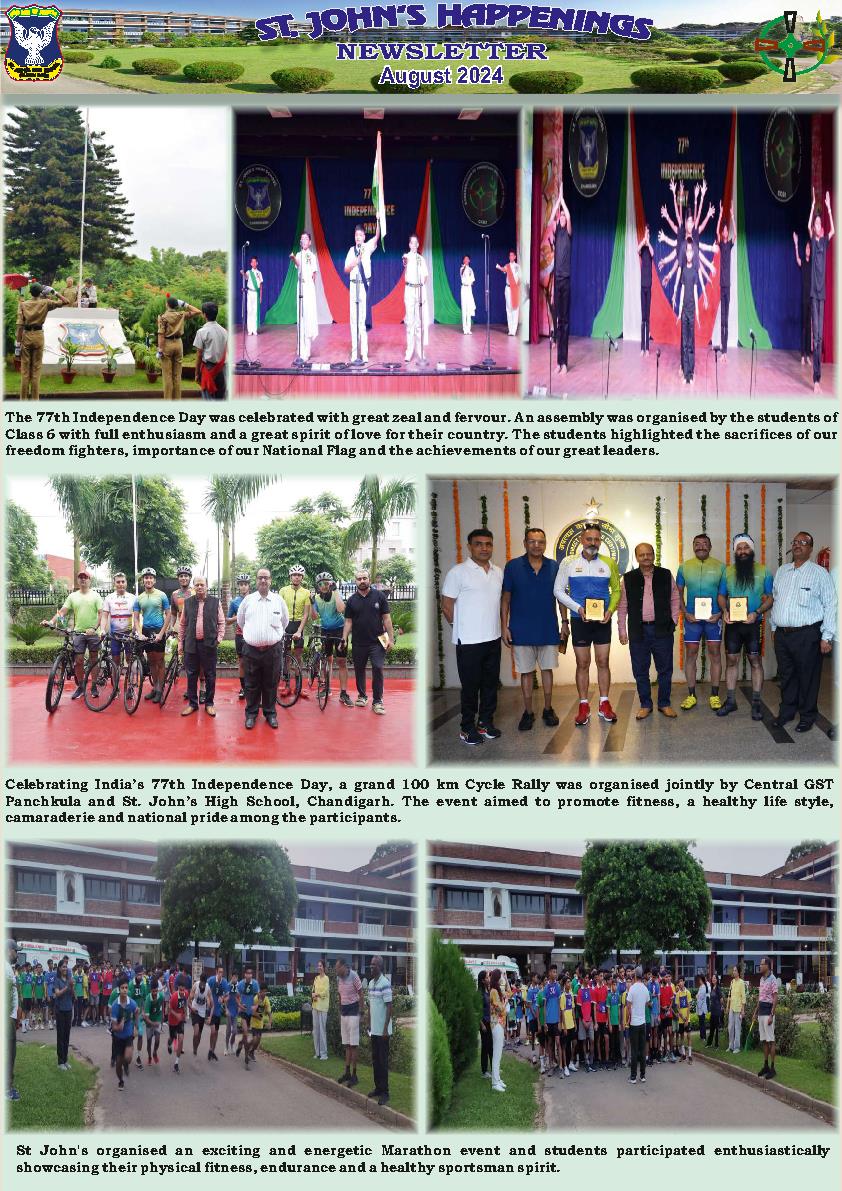 ST. JOHN'S HAPPENINGS
NEWSLETTER
August 2024
77
INDEPENDENCE
DAY
77th
INDEPENDENCE
DAY
The 77th Independence Day was celebrated with great zeal and fervour. An assembly was organised by the students of
Class 6 with full enthusiasm and a great spirit of love for their country. The students highlighted the sacrifices of our
freedom fighters, importance of our National Flag and the achievements of our great leaders.
Celebrating India's 77th Independence Day, a grand 100 km Cycle Rally was organised jointly by Central GST
Panchkula and St. John's High School, Chandigarh. The event aimed to promote fitness, a healthy life style,
camaraderie and national pride among the participants.
St John's organised an exciting and energetic Marathon event and students participated enthusiastically
showcasing their physical fitness, endurance and a healthy sportsman spirit.